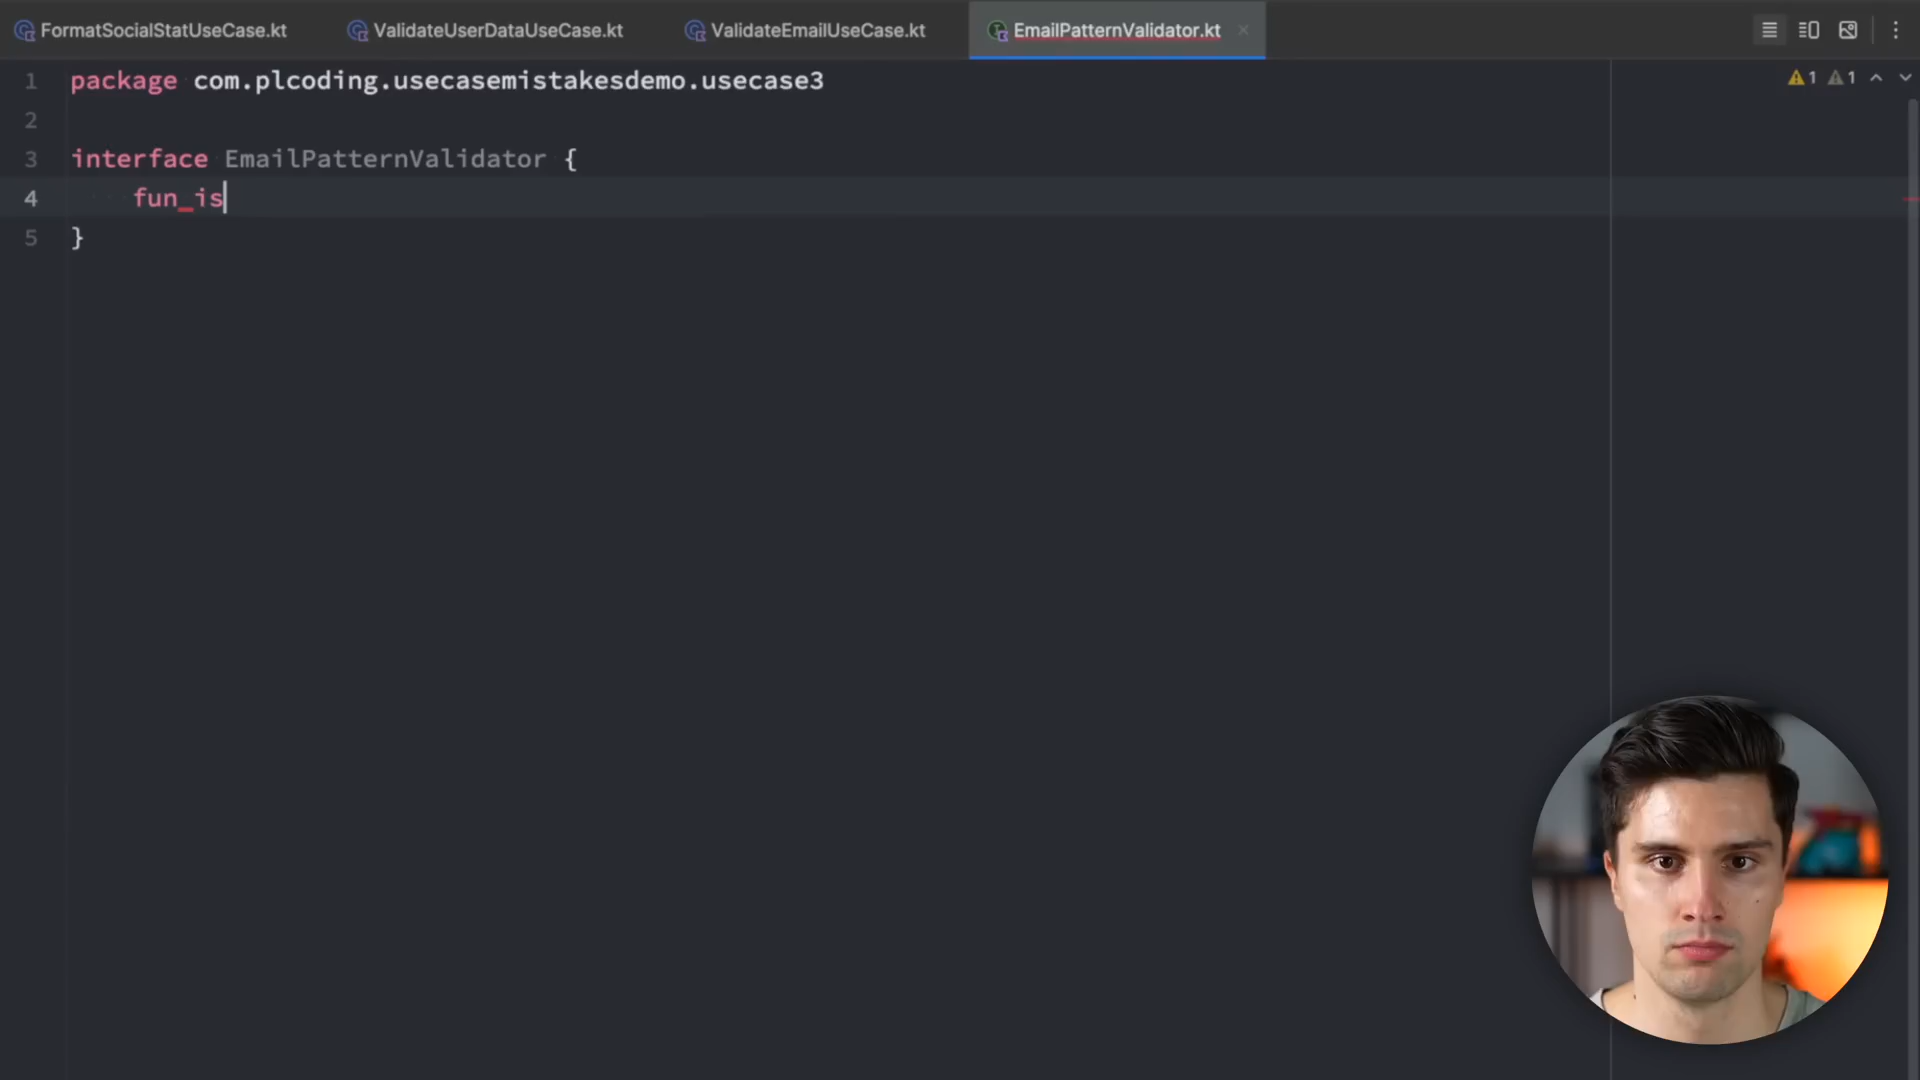 FormatSocialStatUseCase.kt ValidateUserDataUseCase.kt ValidateEmailUseCase.kt EmailPatternValidator.kt
1 package com.plcoding.usecasemistakesdemo.usecase3 1 1
2
3 interface EmailPatternValidator {
4 fun is
5 }